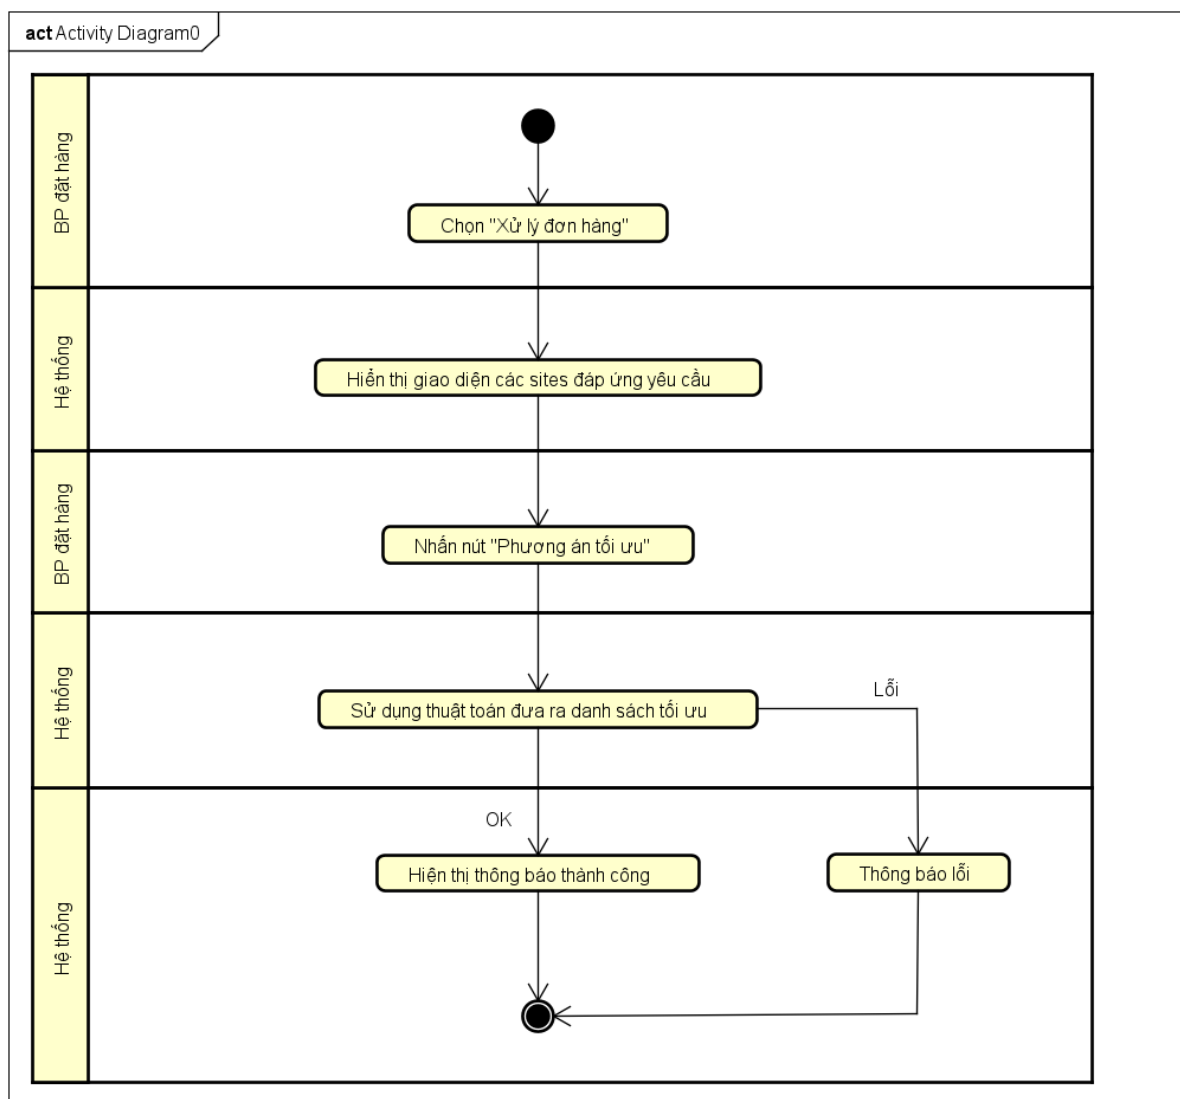 act Activity Diagram0
BP đặt hàng
Chọn "Xử lý đơn hàng"
Hệ thống
Hiển thị giao diện các sites đáp ứng yêu cầu
BP đặt hàng
Nhấn nút "Phương án tối ưu"
Hệ thống
Sử dụng thuật toán đưa ra danh sách tối ưu
Lỗi
Hệ thống
OK
Hiện thị thông báo thành công
Thông báo lỗi